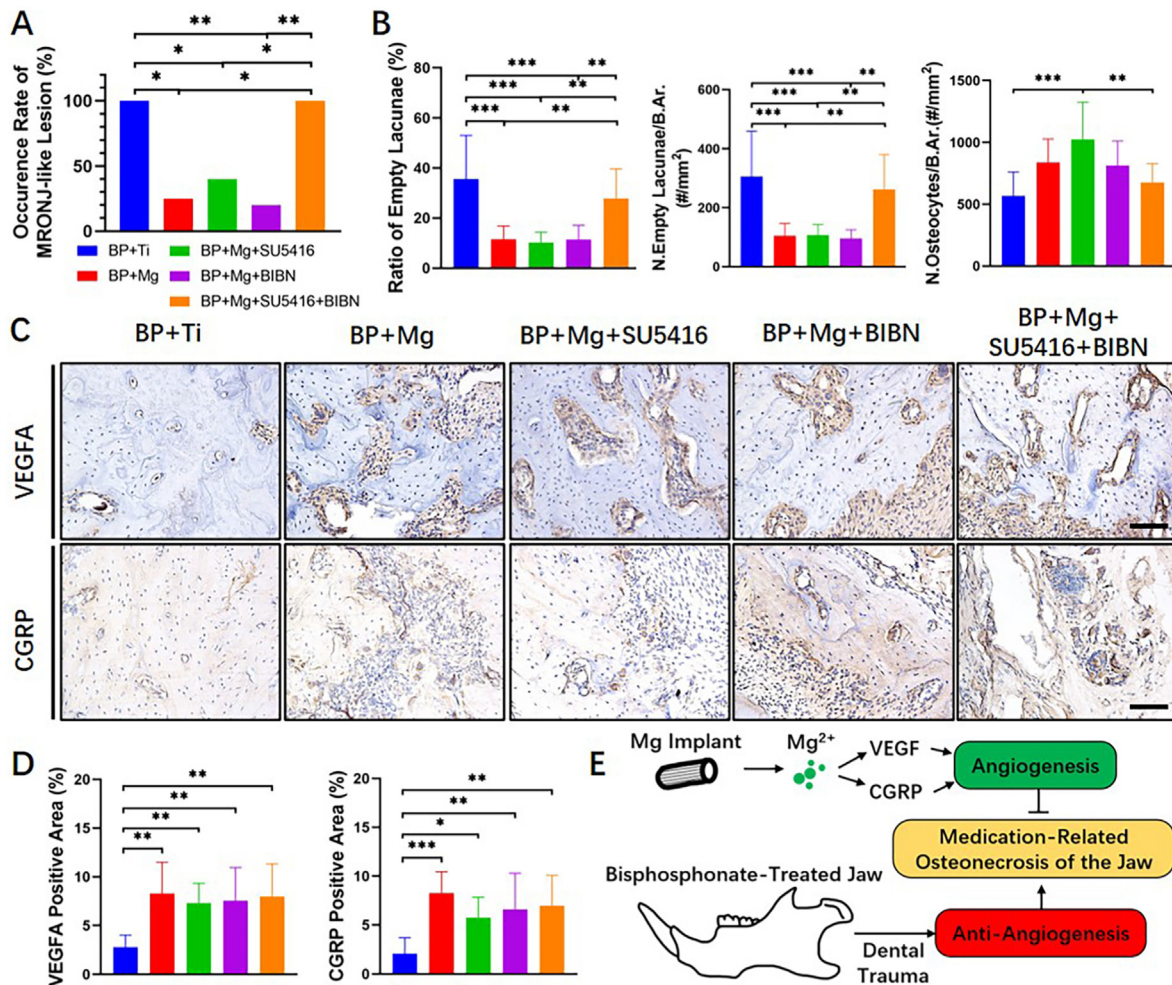 A
Occurence Rate of
MRONJ-like Lesion (%)
100
50
0
** **
* *
* *
BP+Ti
BP+Mg
BP+Mg+SU5416
BP+Mg+BIBN
BP+Mg+SU5416+BIBN
B
Ratio of Empty Lacunae (%)
80
60
40
20
0
*** **
*** **
*** **
N.Empty Lacunae/B.Ar.
(#/mm²)
600
400
200
0
*** **
*** **
*** **
N.Osteocytes/B.Ar.(#/mm²)
1500
1000
500
0
*** **
C
BP+Ti
BP+Mg
BP+Mg+SU5416
BP+Mg+BIBN
BP+Mg+
SU5416+BIBN
VEGFA
CGRP
D
VEGFA Positive Area (%)
20
15
10
5
0
**
**
**
**
CGRP Positive Area (%)
20
15
10
5
0
**
**
*
***
E
Mg Implant
Mg²⁺
VEGF
CGRP
Angiogenesis
Medication-Related
Osteonecrosis of the Jaw
Bisphosphonate-Treated Jaw
Dental
Trauma
Anti-Angiogenesis